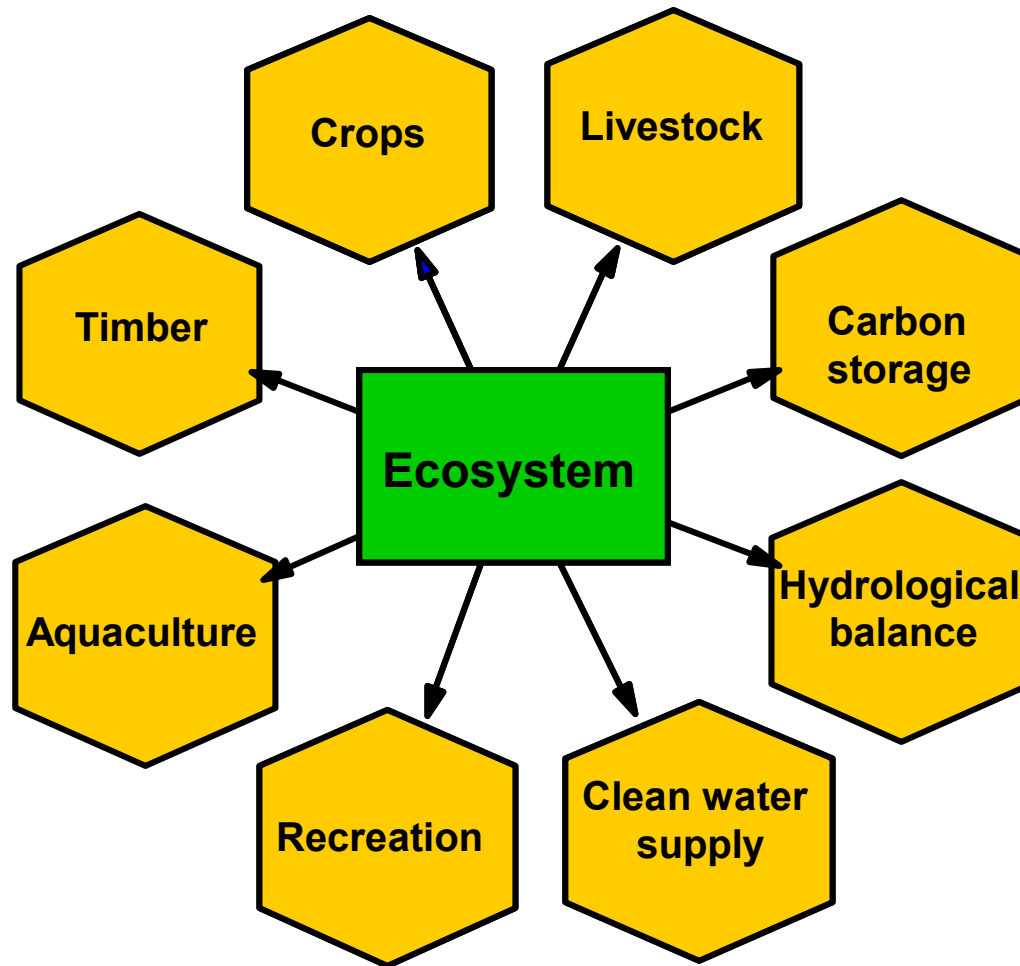 Crops
Livestock
Timber
Carbon
storage
Ecosystem
Aquaculture
Hydrological
balance
Recreation
Clean water
supply